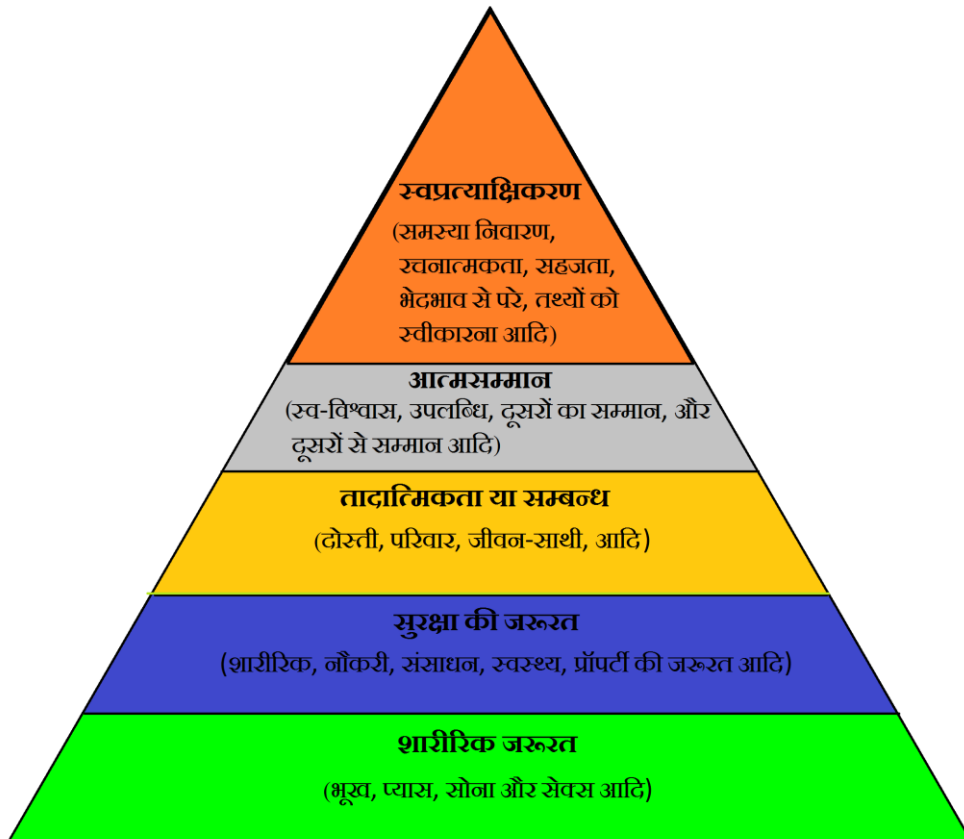 स्वप्रत्याक्षिकरण
(समस्या निवारण,
रचनात्मकता, सहजता,
भेदभाव से परे, तथ्यों को
स्वीकारना आदि)
आत्मसम्मान
(स्व-विश्वास, उपलब्धि, दूसरों का सम्मान, और
दूसरों से सम्मान आदि)
तादात्मिकता या सम्बन्ध
(दोस्ती, परिवार, जीवन-साथी, आदि)
सुरक्षा की जरूरत
(शारीरिक, नौकरी, संसाधन, स्वस्थ्य, प्रॉपर्टी की जरूरत आदि)
शारीरिक जरूरत
(भूख, प्यास, सोना और सेक्स आदि)